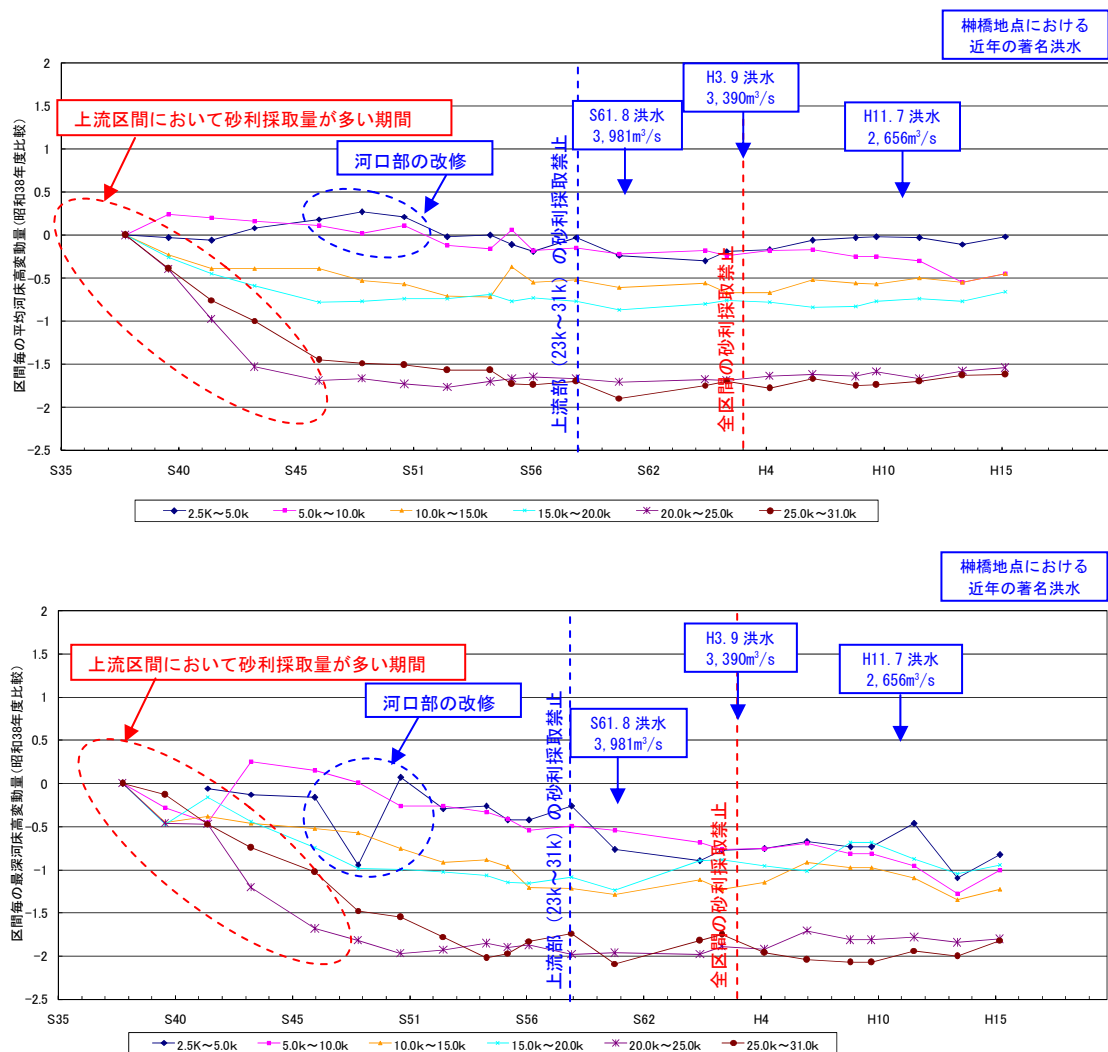 榊橋地点における
近年の著名洪水
H3.9 洪水
3,390m³/s
上流区間において砂利採取量が多い期間
S61.8 洪水
3,981m³/s
H11.7 洪水
2,656m³/s
河口部の改修
区間毎の平均河床高変動量(昭和38年度比較)
上流部(23k~31k)の砂利採取禁止
全区間の砂利採取禁止
2
1.5
1
0.5
0
-0.5
-1
-1.5
-2
-2.5
S35 S40 S45 S51 S56 S62 H4 H10 H15
2.5K~5.0k 5.0k~10.0k 10.0k~15.0k 15.0k~20.0k 20.0k~25.0k 25.0k~31.0k
榊橋地点における
近年の著名洪水
H3.9 洪水
3,390m³/s
上流区間において砂利採取量が多い期間
H11.7 洪水
2,656m³/s
河口部の改修
S61.8 洪水
3,981m³/s
区間毎の最深河床高変動量(昭和38年度比較)
上流部(23k~31k)の砂利採取禁止
全区間の砂利採取禁止
2
1.5
1
0.5
0
-0.5
-1
-1.5
-2
-2.5
S35 S40 S45 S51 S56 S62 H4 H10 H15
2.5K~5.0k 5.0k~10.0k 10.0k~15.0k 15.0k~20.0k 20.0k~25.0k 25.0k~31.0k